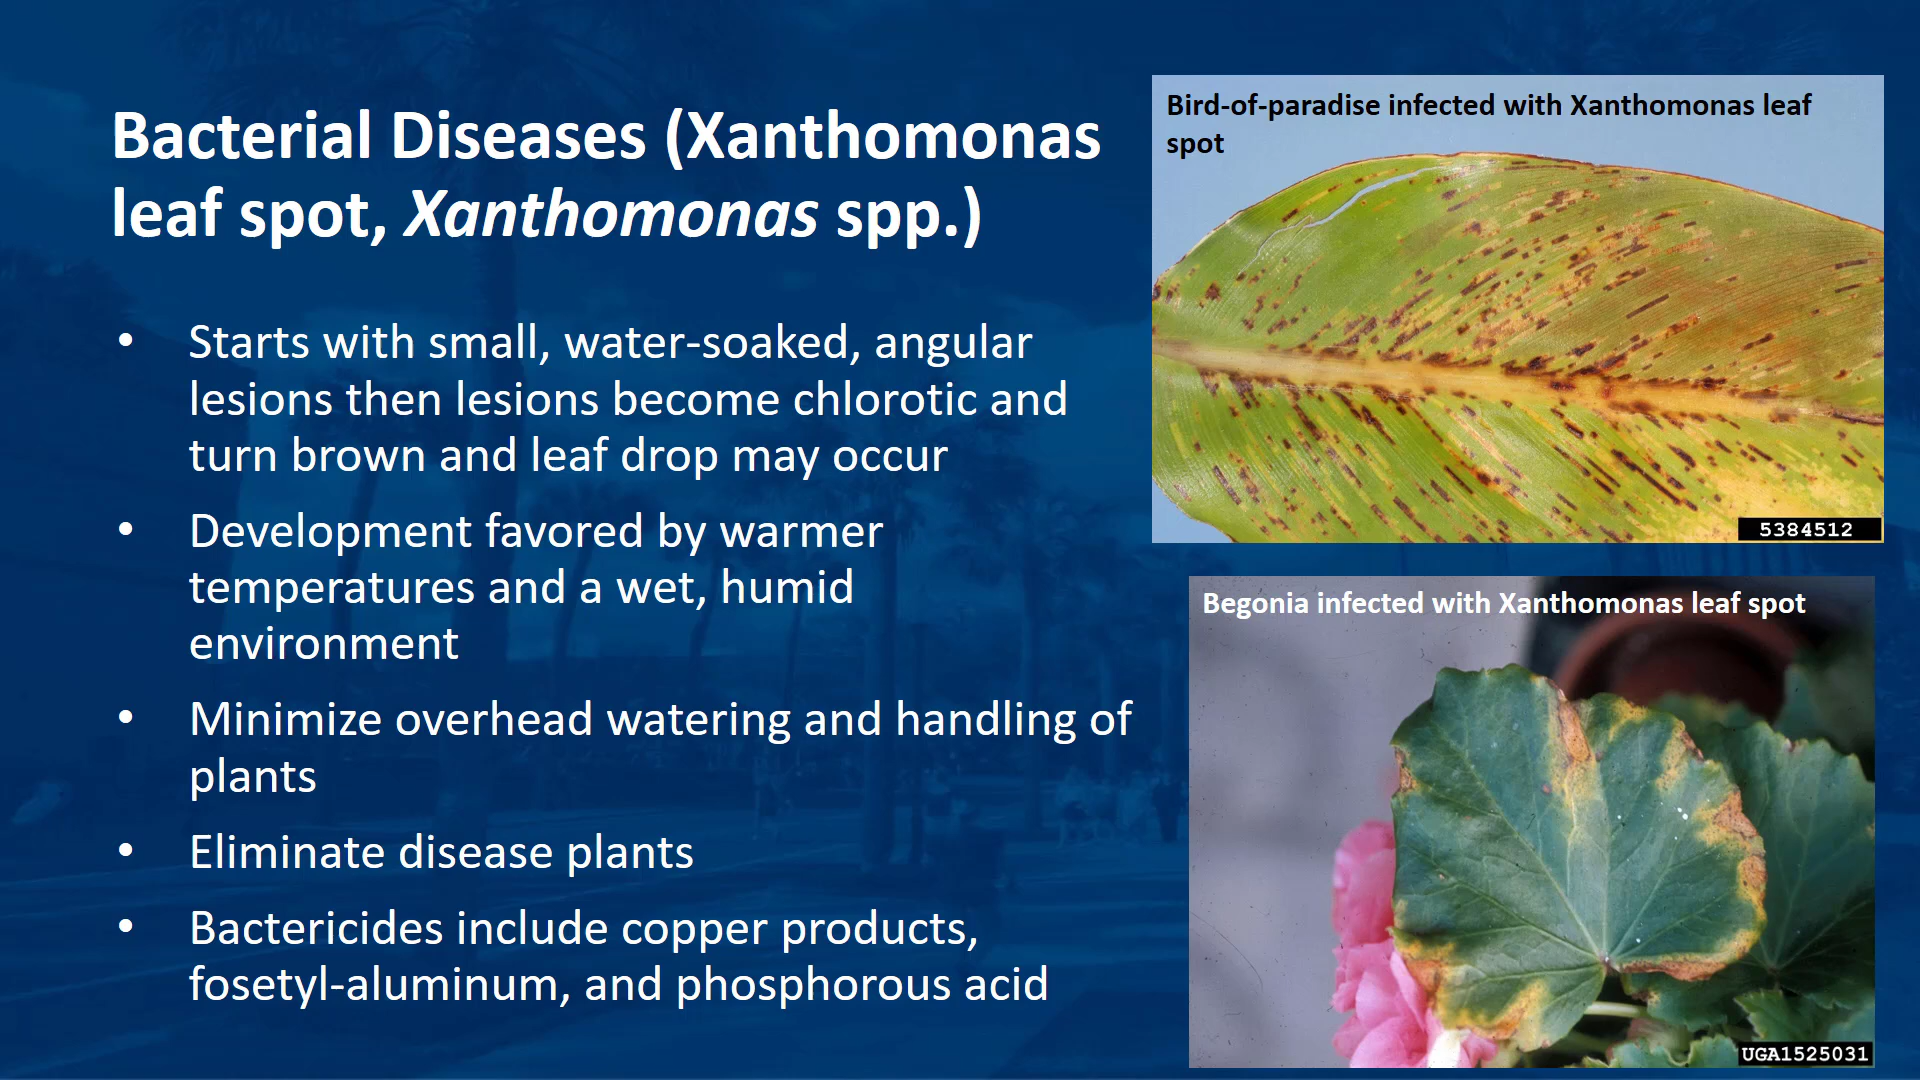 Bacterial Diseases (Xanthomonas
leaf spot, Xanthomonas spp.)
• Starts with small, water-soaked, angular
lesions then lesions become chlorotic and
turn brown and leaf drop may occur
• Development favored by warmer
temperatures and a wet, humid
environment
• Minimize overhead watering and handling of
plants
• Eliminate disease plants
• Bactericides include copper products,
fosetyl-aluminum, and phosphorous acid
Bird-of-paradise infected with Xanthomonas leaf
spot
5384512
Begonia infected with Xanthomonas leaf spot
UGA1525031